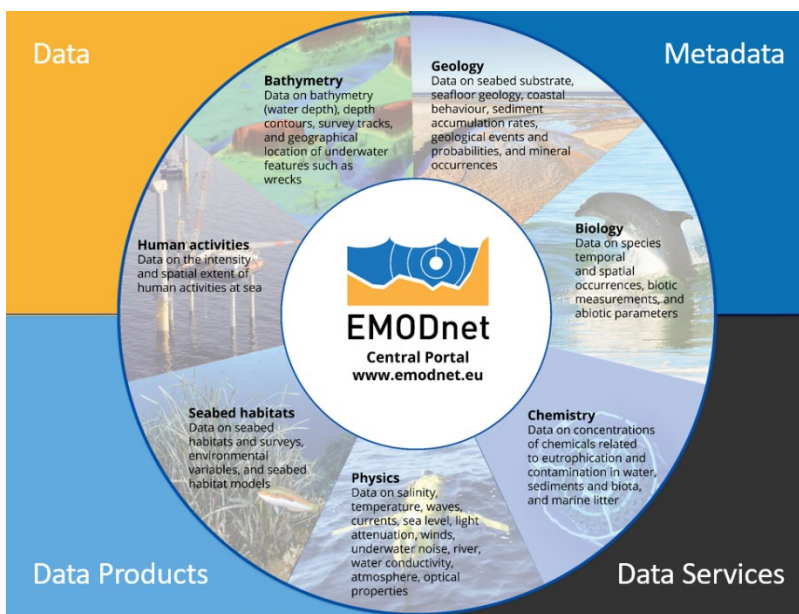 Data
Metadata
Bathymetry
Data on bathymetry
(water depth), depth
contours, survey tracks,
and geographical
location of underwater
features such as
wrecks
Geology
Data on seabed substrate,
seafloor geology, coastal
behaviour, sediment
accumulation rates,
geological events and
probabilities, and mineral
occurrences
Human activities
Data on the intensity
and spatial extent of
human activities at sea
Biology
Data on species
temporal
and spatial
occurrences, biotic
measurements, and
abiotic parameters
EMODnet
Central Portal
www.emodnet.eu
Seabed habitats
Data on seabed
habitats and surveys,
environmental
variables, and seabed
habitat models
Physics
Data on salinity,
temperature, waves,
currents, sea level, light
attenuation, winds,
underwater noise, river,
water conductivity,
atmosphere, optical
properties
Chemistry
Data on concentrations
of chemicals related
to eutrophication and
contamination in water,
sediments and biota,
and marine litter
Data Products
Data Services